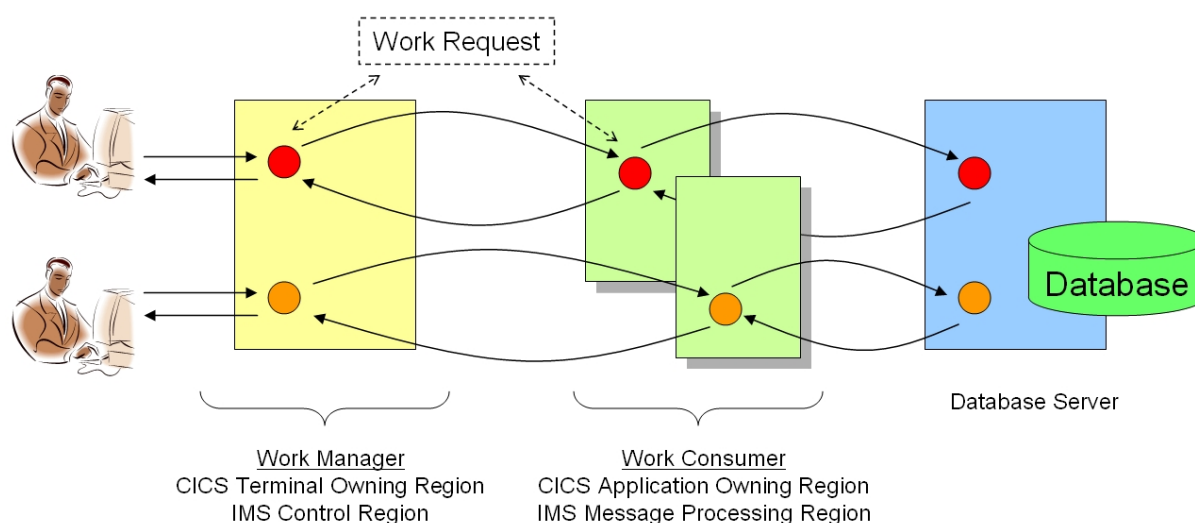 Work Request
Database
Database Server
Work Manager
CICS Terminal Owning Region
IMS Control Region
Work Consumer
CICS Application Owning Region
IMS Message Processing Region